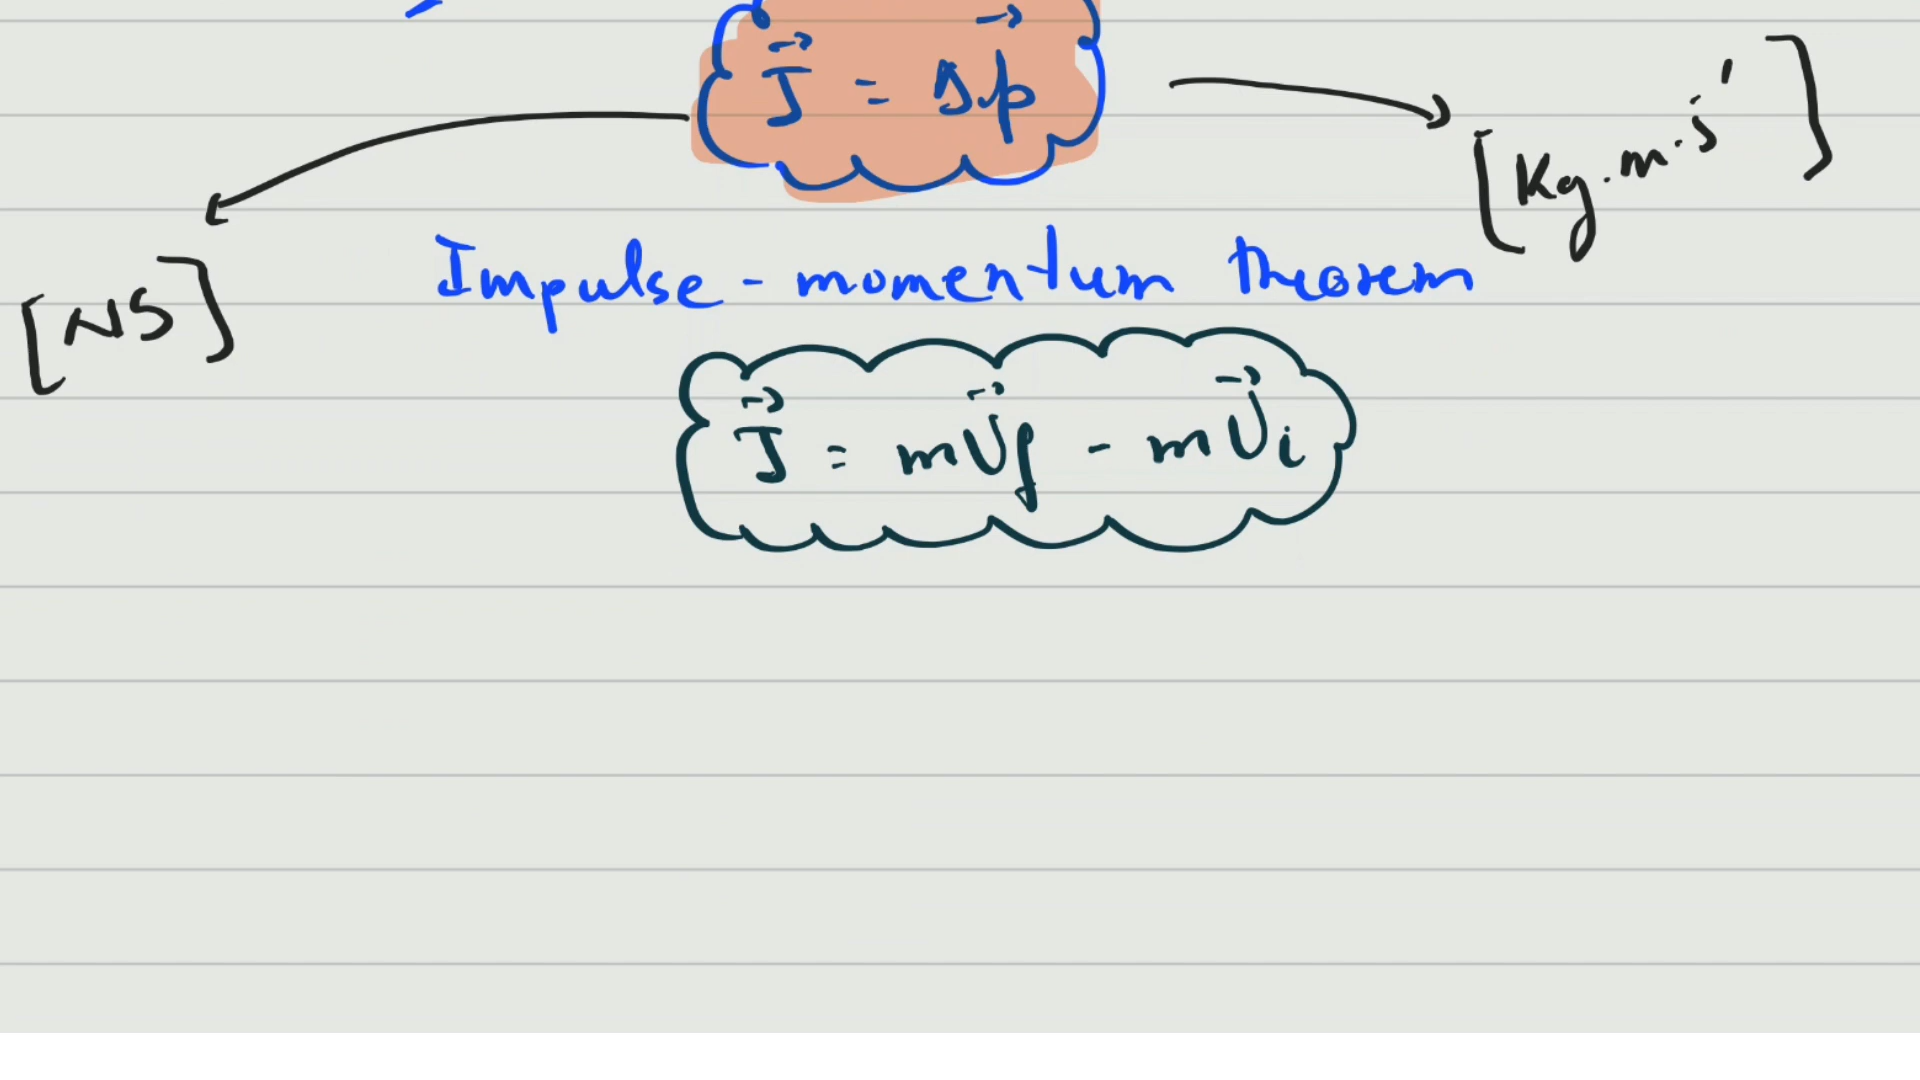 J⃗ = Δp⃗
[Kg.m.s⁻¹]
[NS]
Impulse - momentum theorem
J⃗ = mv⃗f - mv⃗i